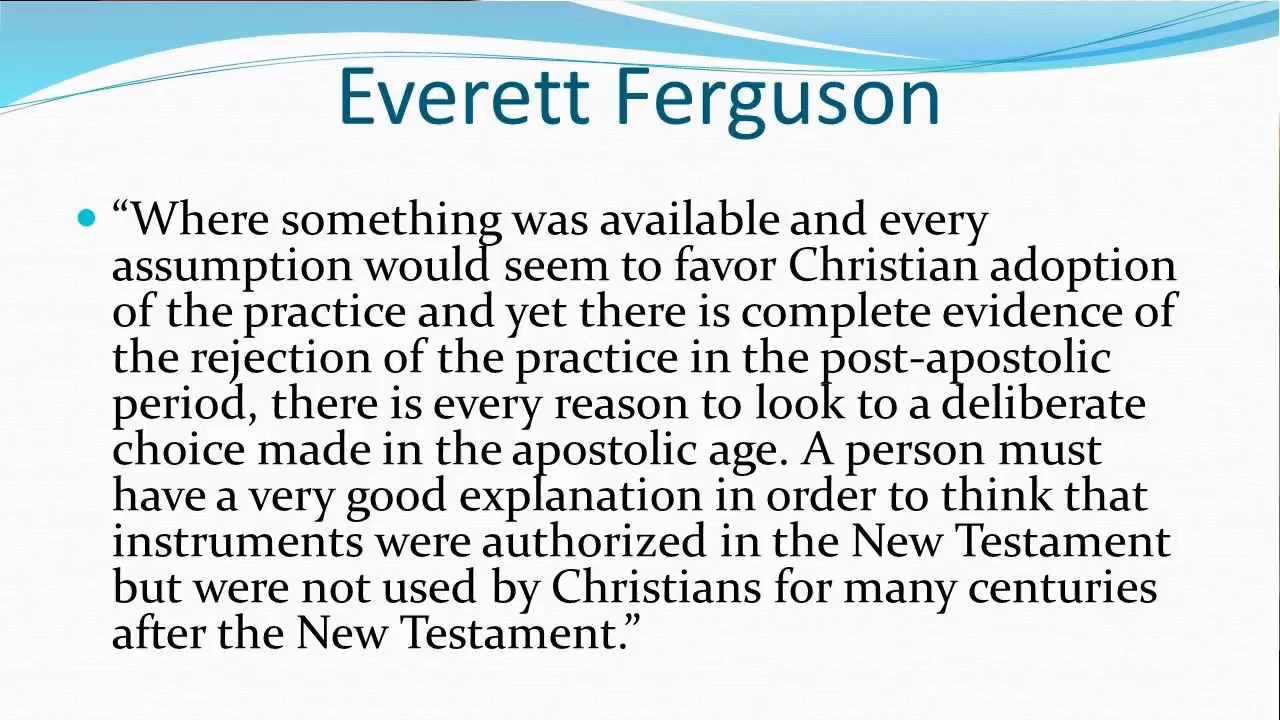 Everett Ferguson
• “Where something was available and every
assumption would seem to favor Christian adoption
of the practice and yet there is complete evidence of
the rejection of the practice in the post-apostolic
period, there is every reason to look to a deliberate
choice made in the apostolic age. A person must
have a very good explanation in order to think that
instruments were authorized in the New Testament
but were not used by Christians for many centuries
after the New Testament.”